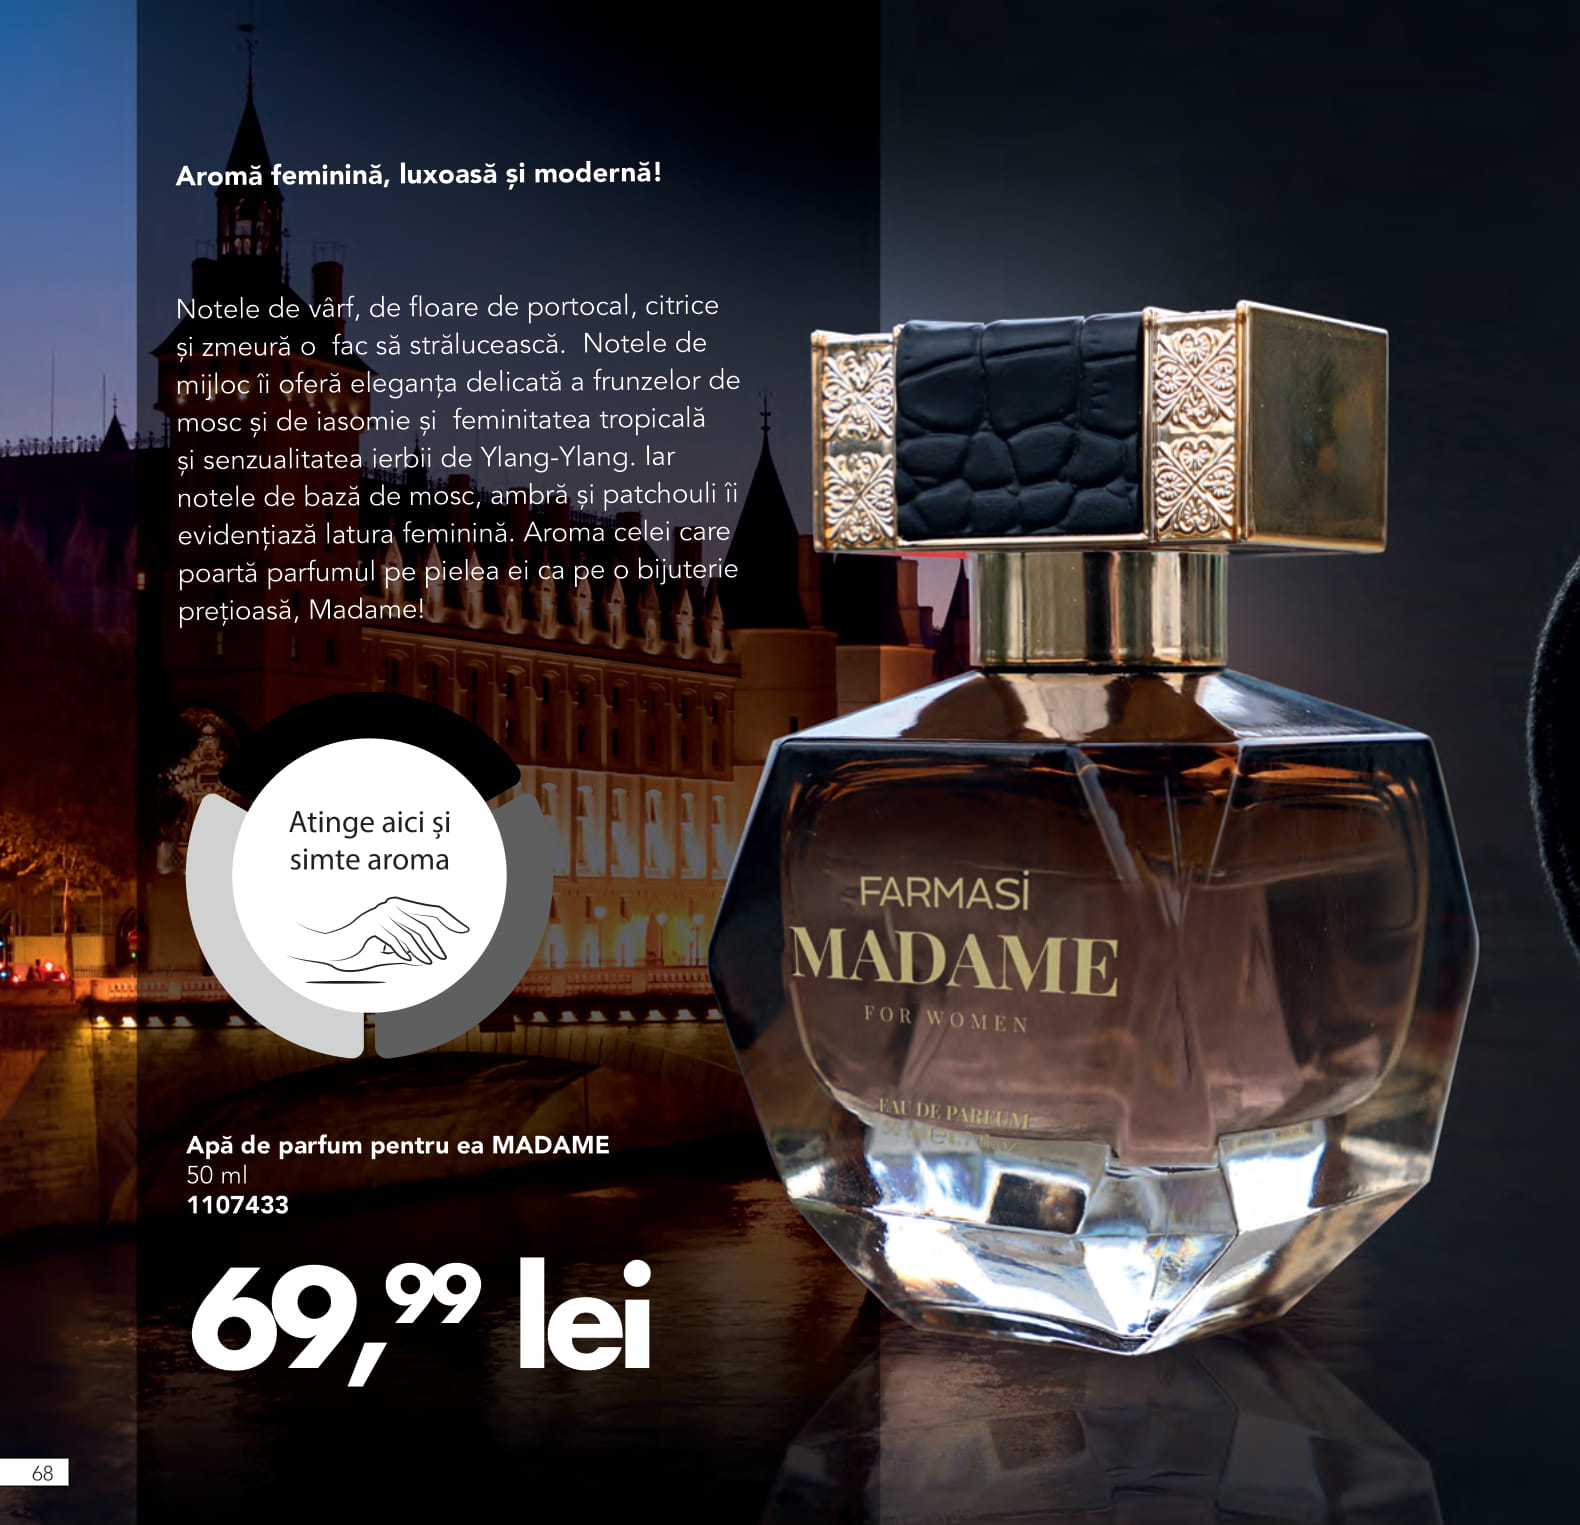 Aromă feminină, luxoasă și modernă!
Notele de vârf, de floare de portocal, citrice
și zmeură o fac să strălucească. Notele de
mijloc îi oferă eleganța delicată a frunzelor de
mosc și de iasomie și feminitatea tropicală
și senzualitatea ierbii de Ylang-Ylang. Iar
notele de bază de mosc, ambră și patchouli îi
evidențiază latura feminină. Aroma celei care
poartă parfumul pe pielea ei ca pe o bijuterie
prețioasă, Madame!
Atinge aici și
simte aroma
FARMASi
MADAME
FOR WOMEN
EAU DE PARFUM
Apă de parfum pentru ea MADAME
50 ml
1107433
69,99 lei
68